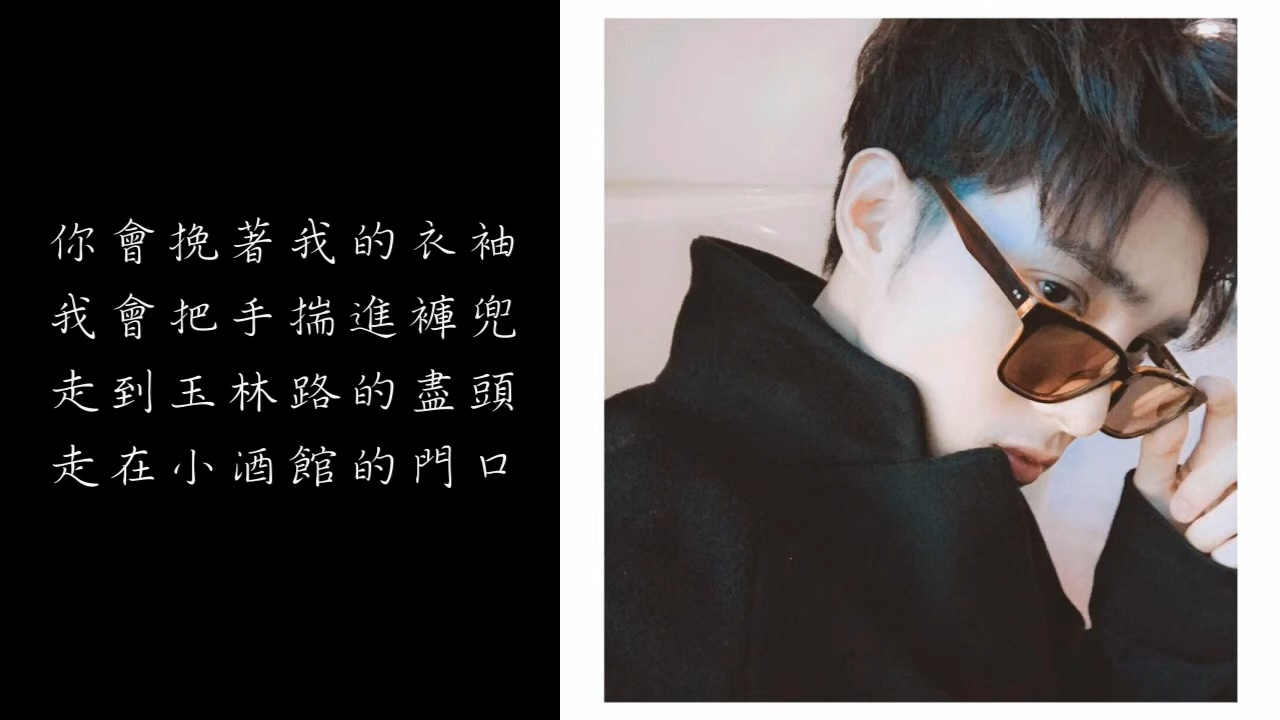 你會挽著我的衣袖
我會把手揣進褲兜
走到玉林路的盡頭
走在小酒館的門口